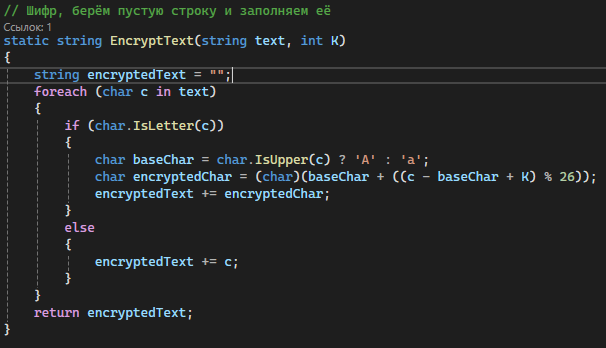 // Шифр, берём пустую строку и заполняем её
Ссылок: 1
static string EncryptText(string text, int K)
{
    string encryptedText = "";
    foreach (char c in text)
    {
        if (char.IsLetter(c))
        {
            char baseChar = char.IsUpper(c) ? 'A' : 'a';
            char encryptedChar = (char)(baseChar + ((c - baseChar + K) % 26));
            encryptedText += encryptedChar;
        }
        else
        {
            encryptedText += c;
        }
    }
    return encryptedText;
}